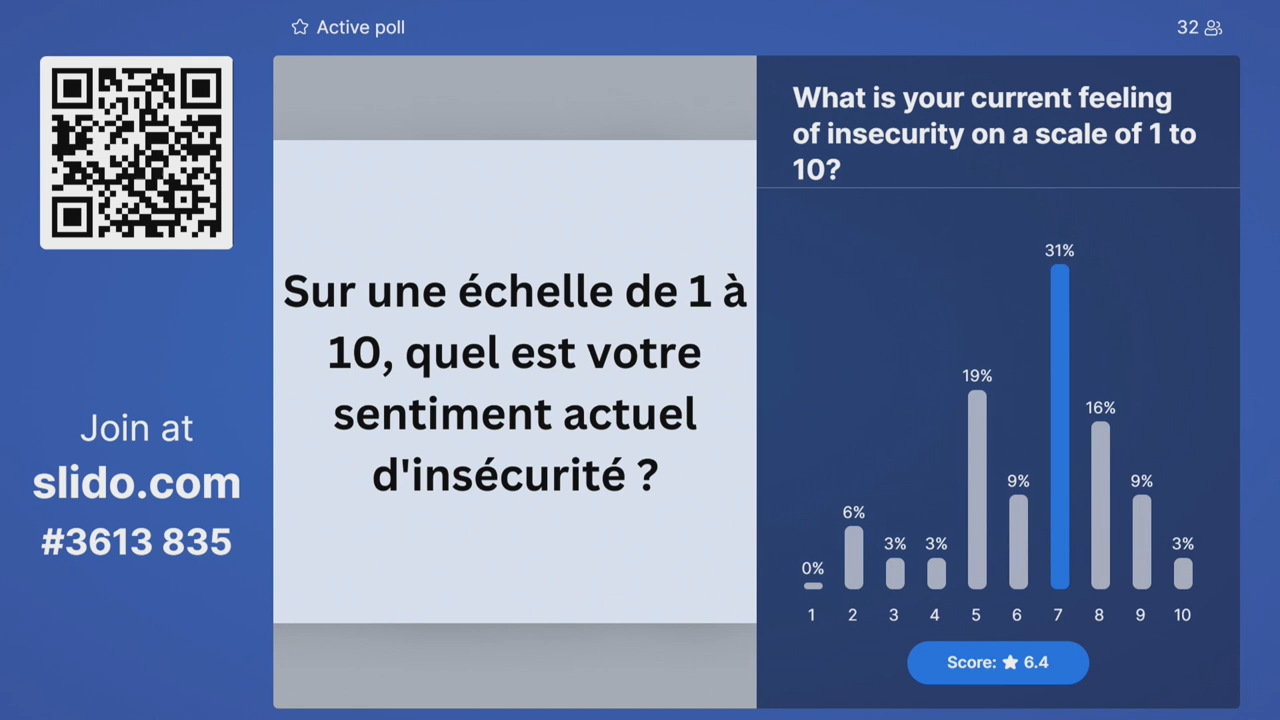 Active poll
32
Join at
slido.com
#3613 835
Sur une échelle de 1 à
10, quel est votre
sentiment actuel
d'insécurité ?
What is your current feeling
of insecurity on a scale of 1 to
10?
0%
6%
3%
3%
19%
9%
31%
16%
9%
3%
1 2 3 4 5 6 7 8 9 10
Score: 6.4